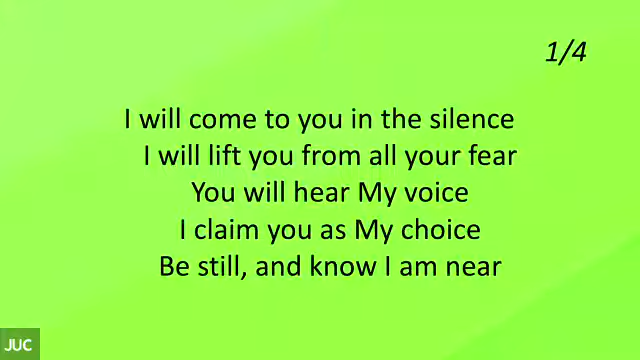 1/4
I will come to you in the silence
I will lift you from all your fear
You will hear My voice
I claim you as My choice
Be still, and know I am near
JUC